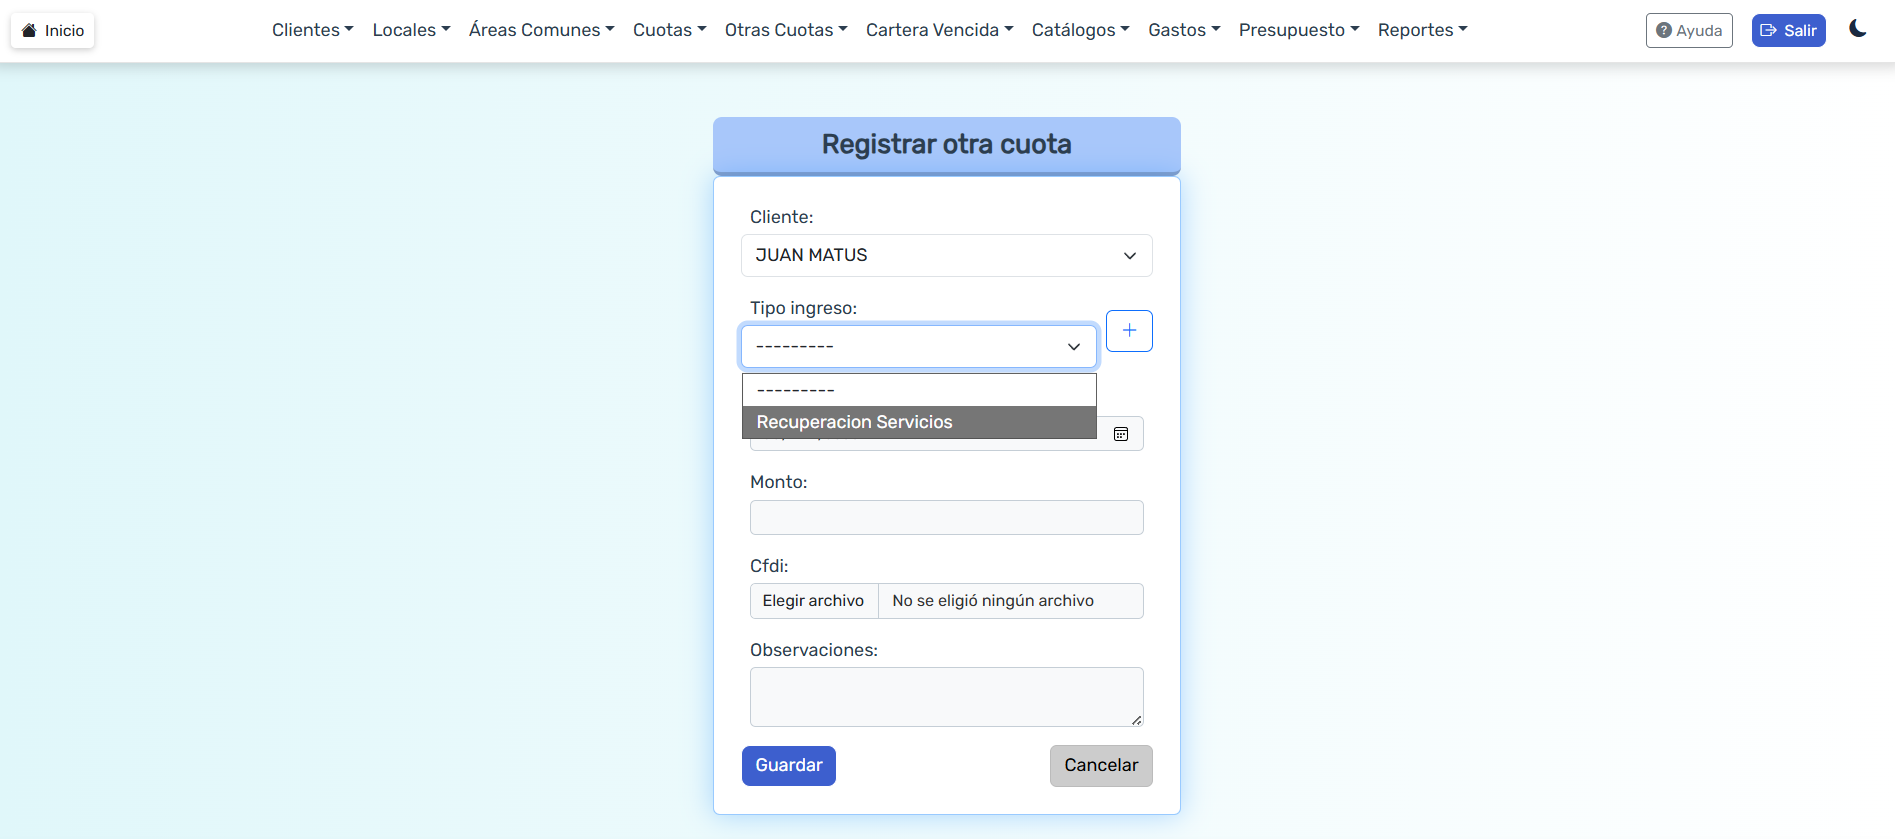 Inicio
Clientes Locales Áreas Comunes Cuotas Otras Cuotas Cartera Vencida Catálogos Gastos Presupuesto Reportes
Ayuda
Salir
Registrar otra cuota
Cliente:
JUAN MATUS
Tipo ingreso:
---------
---------
Recuperacion Servicios
Monto:
Cfdi:
Elegir archivo No se eligió ningún archivo
Observaciones:
Guardar Cancelar